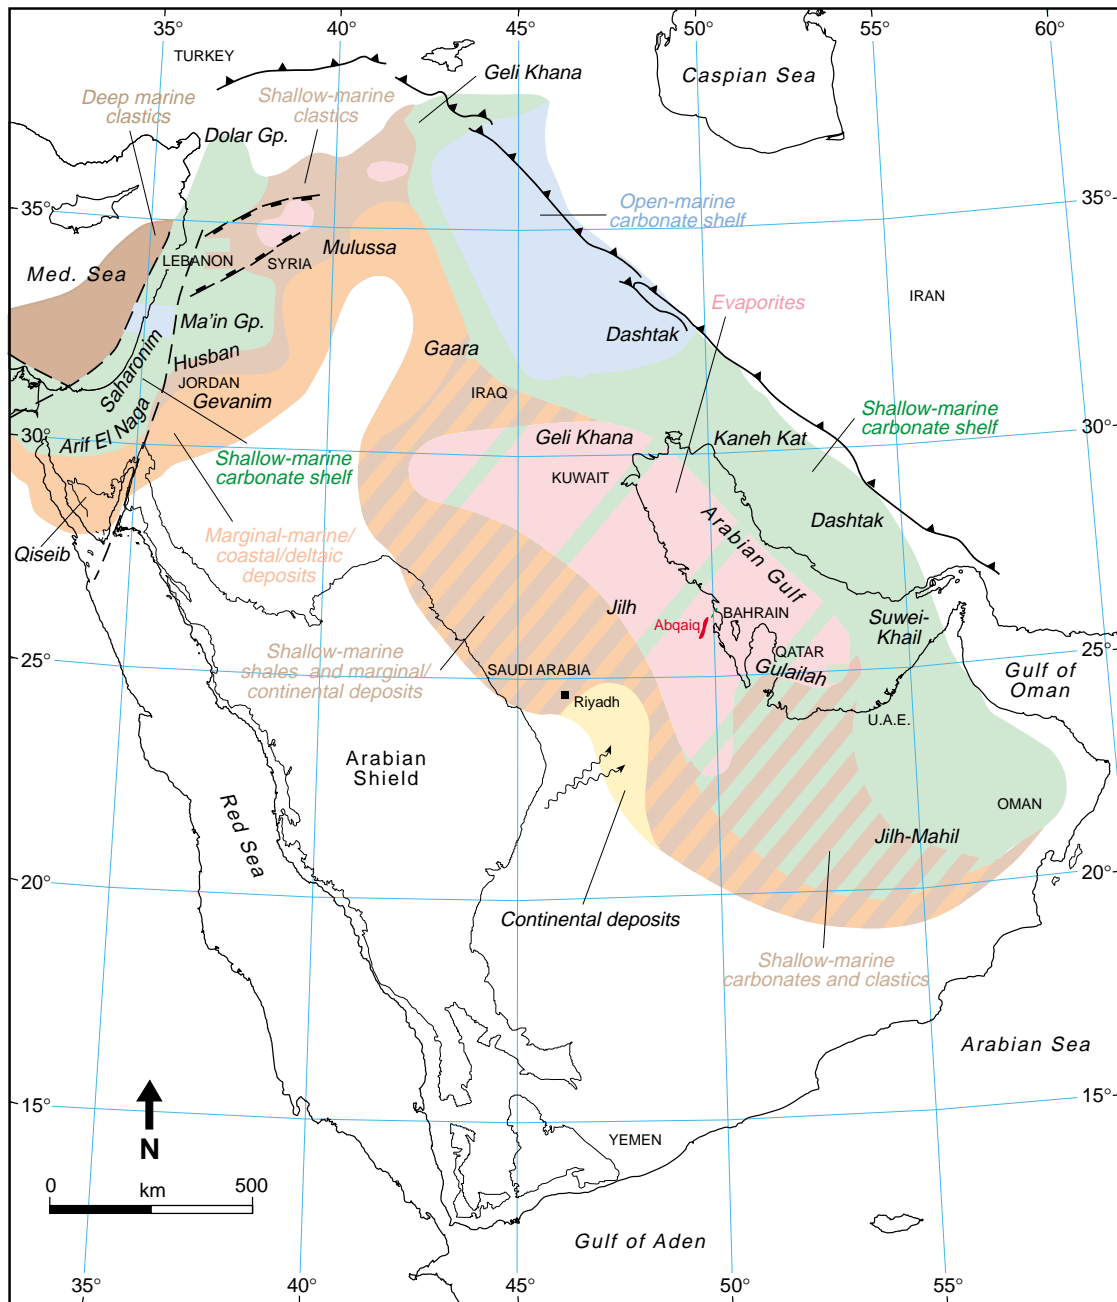 35°
40°
45°
50°
55°
60°
TURKEY
Geli Khana
Caspian Sea
Deep marine
clastics
Shallow-marine
clastics
Dolar Gp.
35°
35°
Open-marine
carbonate shelf
Mulussa
LEBANON
SYRIA
Med. Sea
IRAN
Evaporites
Ma'in Gp.
Dashtak
Saharonim
Husban
Gaara
JORDAN
Gevanim
IRAQ
Shallow-marine
carbonate shelf
Arif El Naga
30°
30°
Geli Khana
Kaneh Kat
Shallow-marine
carbonate shelf
KUWAIT
Dashtak
Qiseib
Marginal-marine/
coastal/deltaic
deposits
Arabian Gulf
Jilh
Abqaiq
BAHRAIN
Suwei-
Khail
QATAR
Gulailah
25°
25°
Shallow-marine
shales and marginal/
continental deposits
SAUDI ARABIA
Gulf of
Oman
Riyadh
U.A.E.
Arabian
Shield
Red Sea
OMAN
Jilh-Mahil
20°
20°
Continental deposits
Shallow-marine
carbonates and clastics
Arabian Sea
15°
15°
N
YEMEN
0
km
500
Gulf of Aden
35°
40°
45°
50°
55°